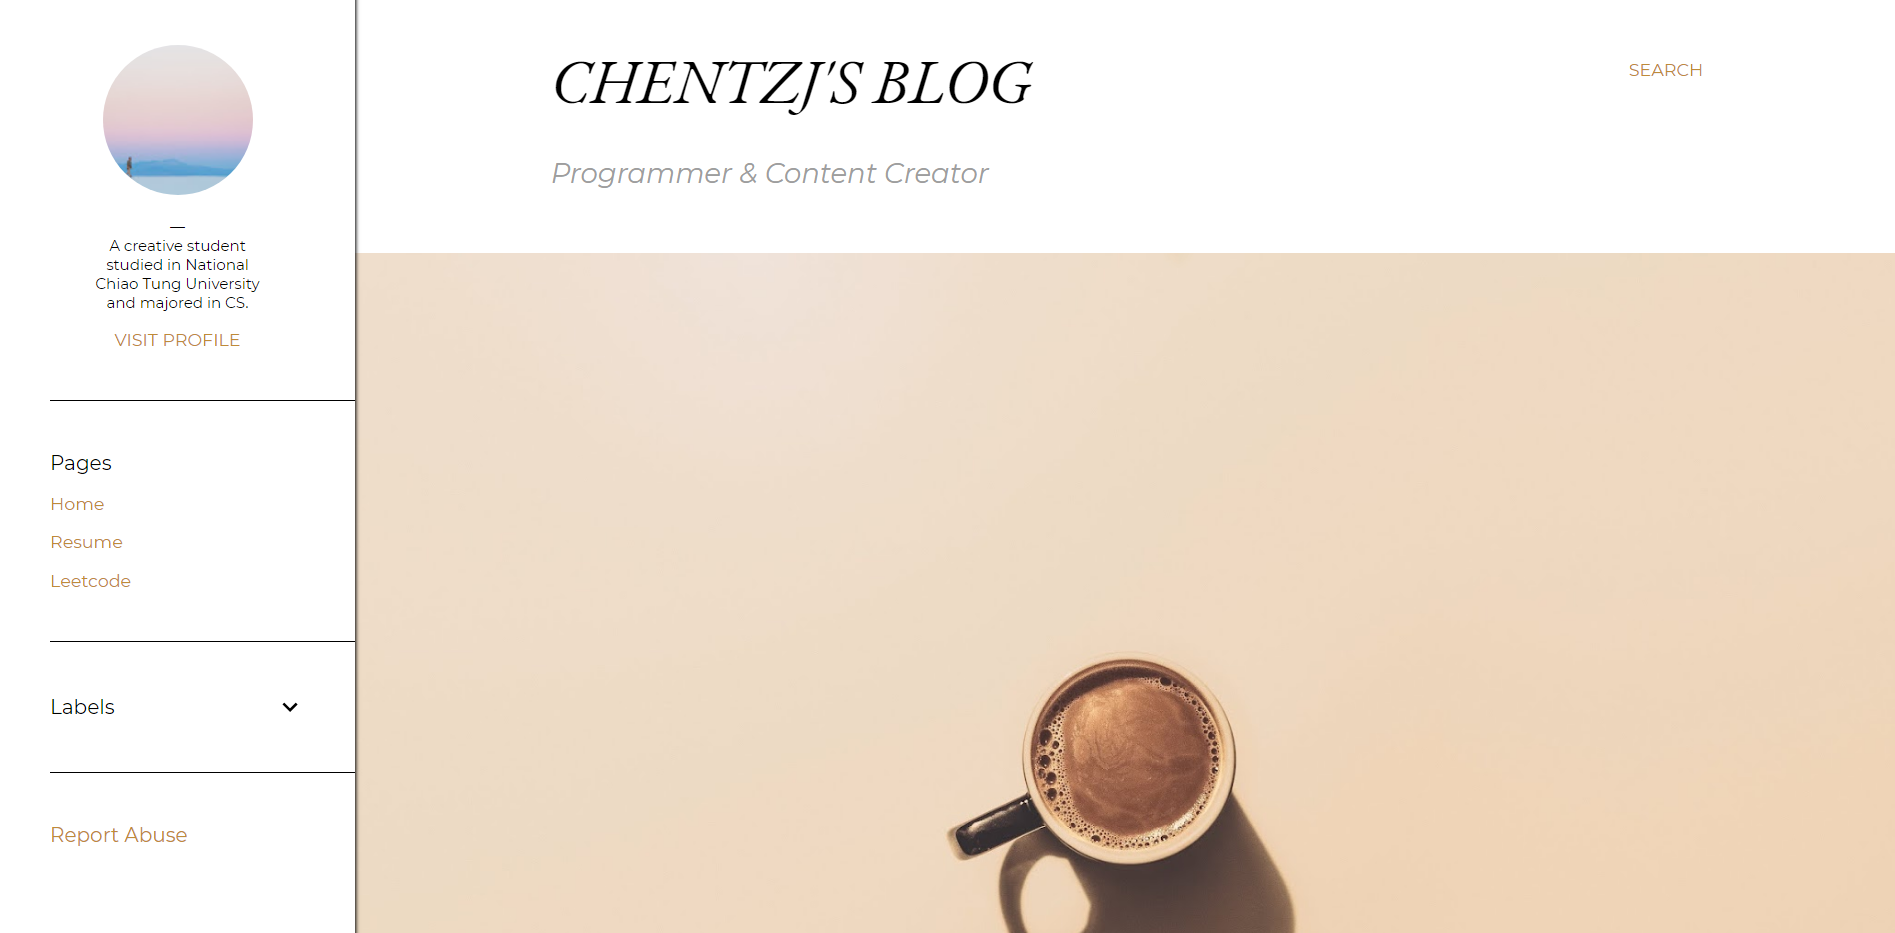 —
A creative student
studied in National
Chiao Tung University
and majored in CS.
VISIT PROFILE
Pages
Home
Resume
Leetcode
Labels
Report Abuse
CHENTZJ'S BLOG
SEARCH
Programmer & Content Creator